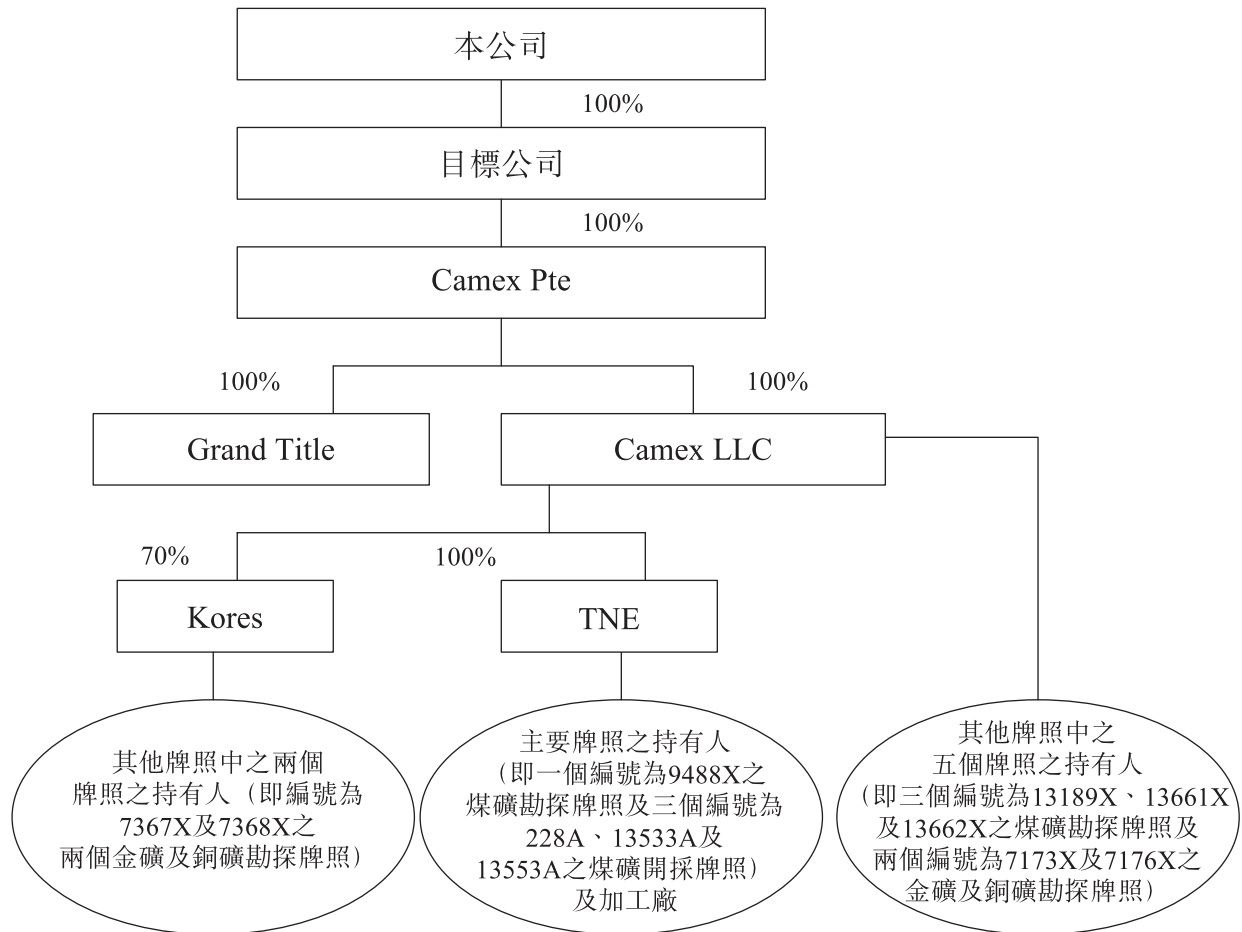 本公司
100%
目標公司
100%
Camex Pte
100%
100%
Grand Title
Camex LLC
70%
100%
Kores
TNE
其他牌照中之兩個
牌照之持有人（即編號為
7367X及7368X之
兩個金礦及銅礦勘探牌照）
主要牌照之持有人
（即一個編號為9488X之
煤礦勘探牌照及三個編號為
228A、13533A及
13553A之煤礦開採牌照）
及加工廠
其他牌照中之
五個牌照之持有人
（即三個編號為13189X、13661X
及13662X之煤礦勘探牌照及
兩個編號為7173X及7176X之
金礦及銅礦勘探牌照）